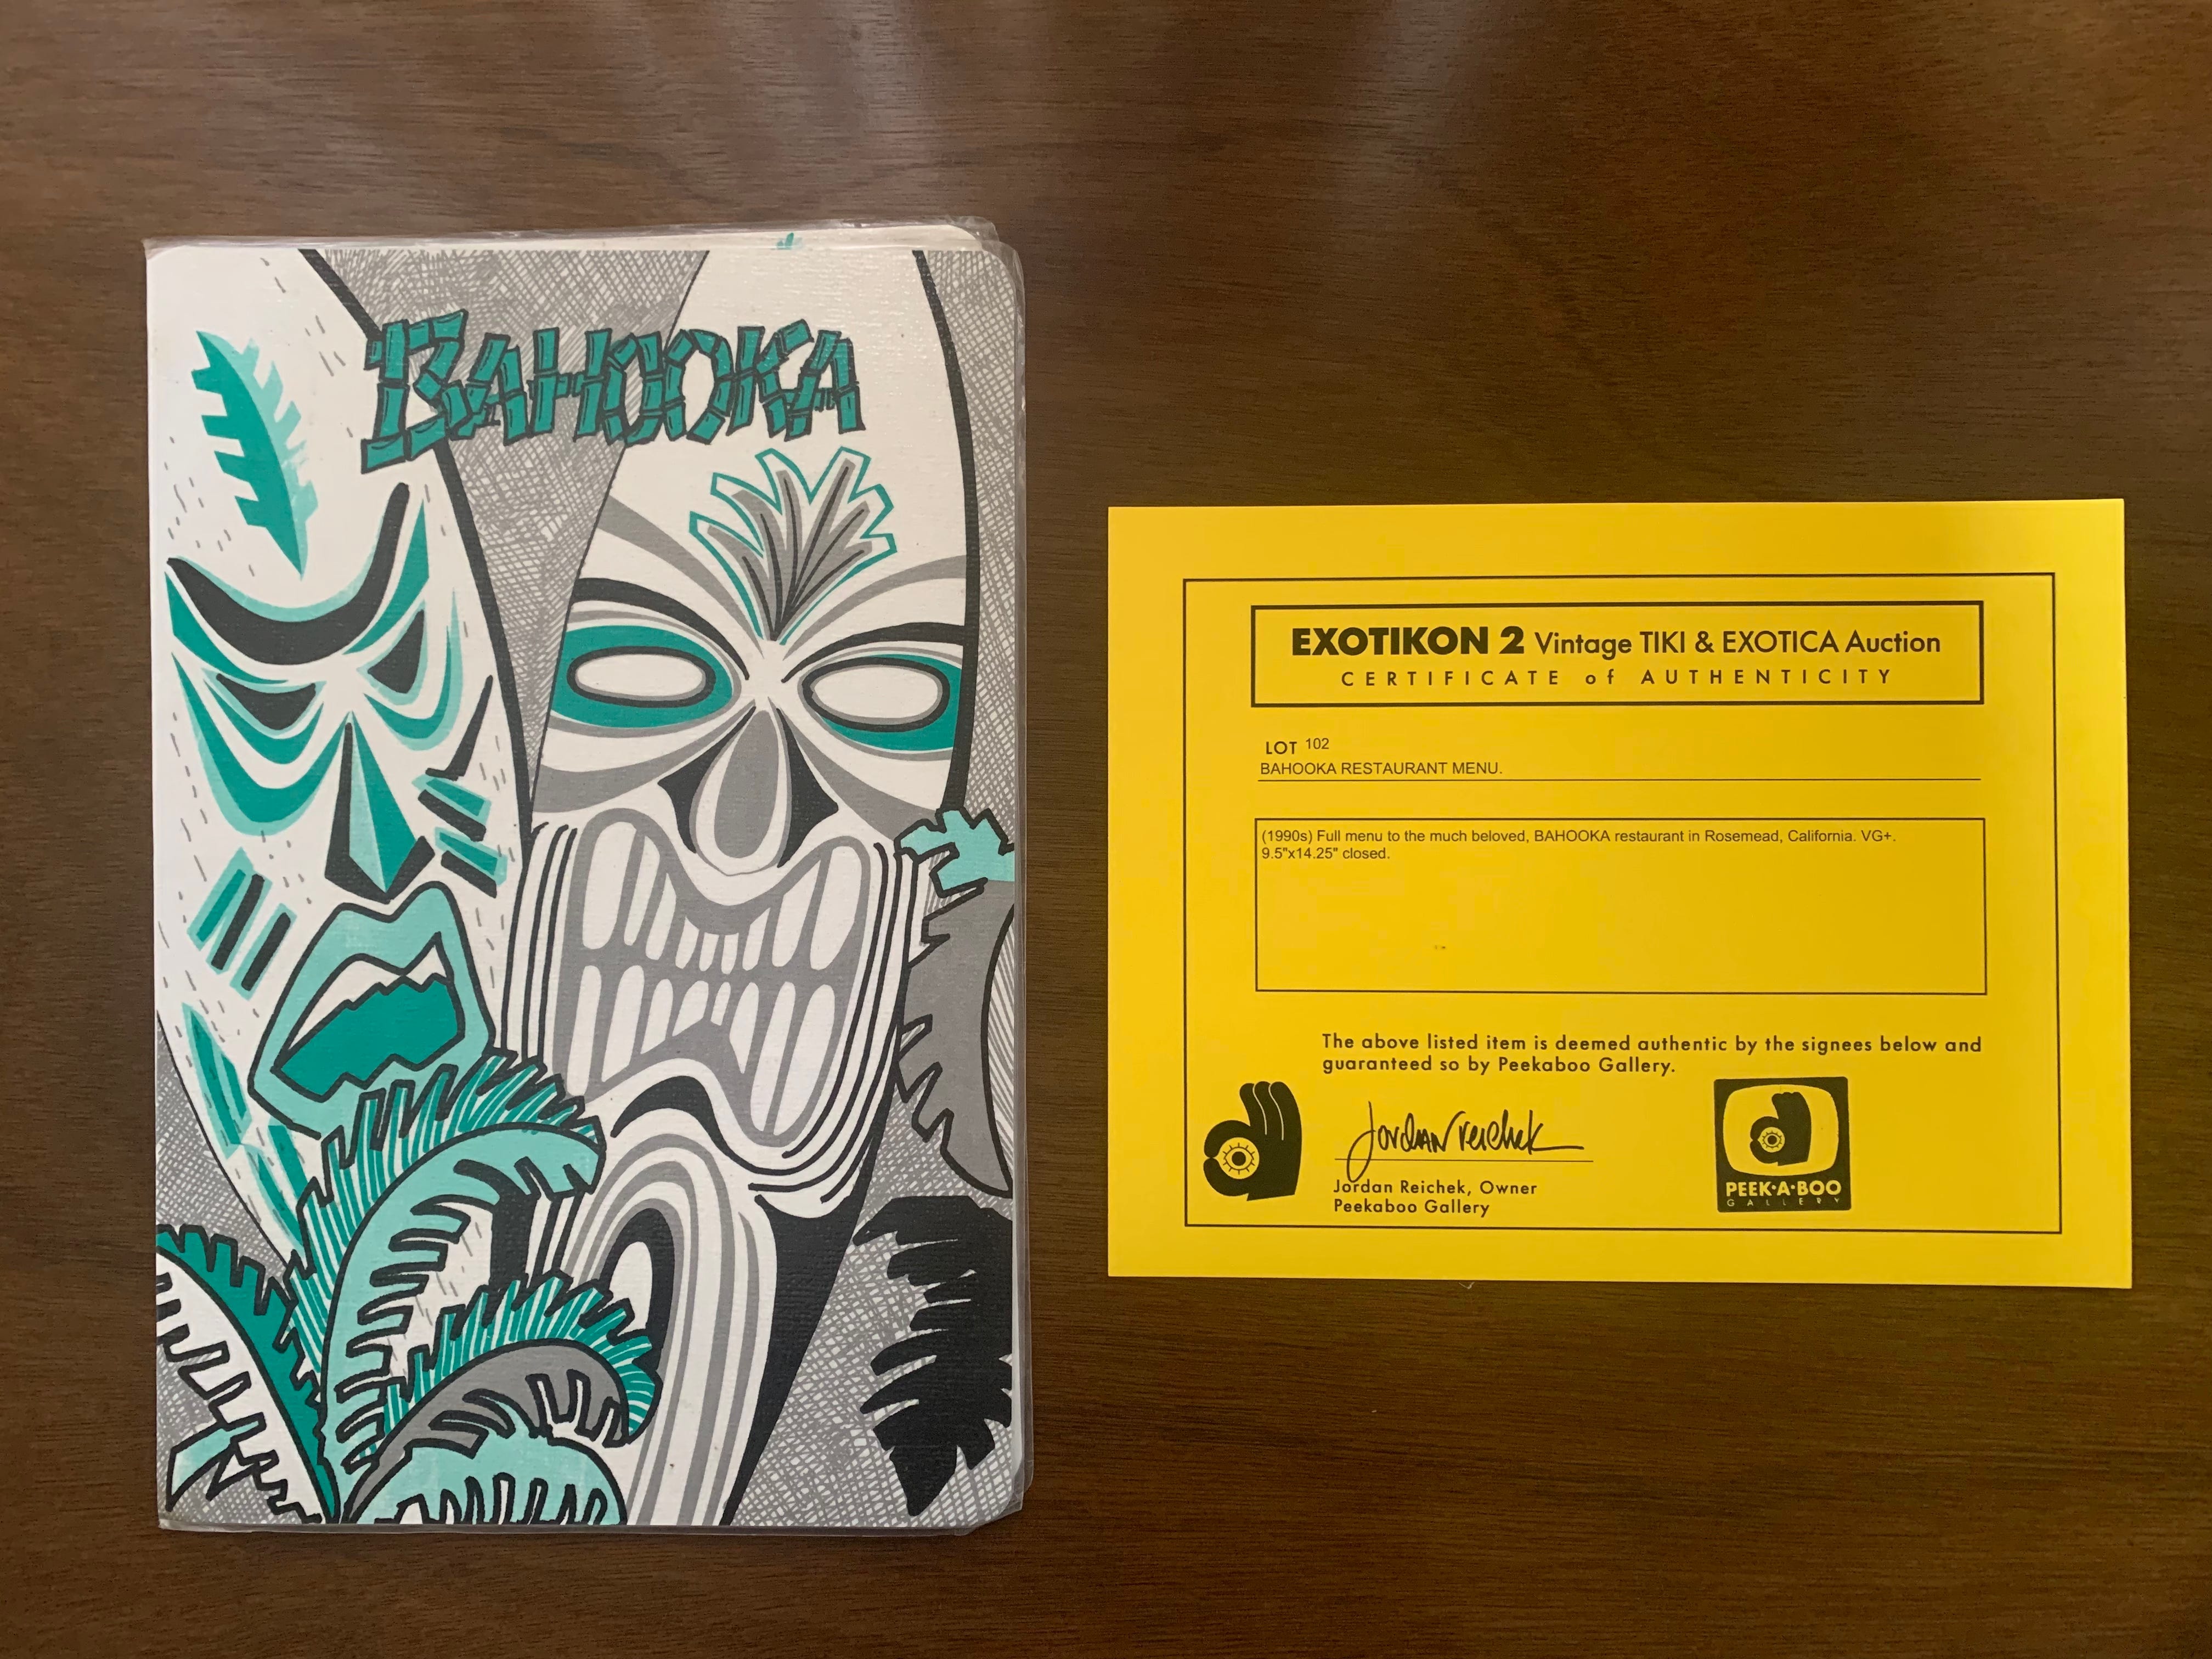 BAHOOKA
EXOTIKON 2 Vintage TIKI & EXOTICA Auction
CERTIFICATE of AUTHENTICITY
LOT 102
BAHOOKA RESTAURANT MENU.
(1990s) Full menu to the much beloved, BAHOOKA restaurant in Rosemead, California. VG+.
9.5"x14.25" closed.
The above listed item is deemed authentic by the signees below and
guaranteed so by Peekaboo Gallery.
Jordan Reichek
Jordan Reichek, Owner
Peekaboo Gallery
PEEK•A•BOO
GALLERY